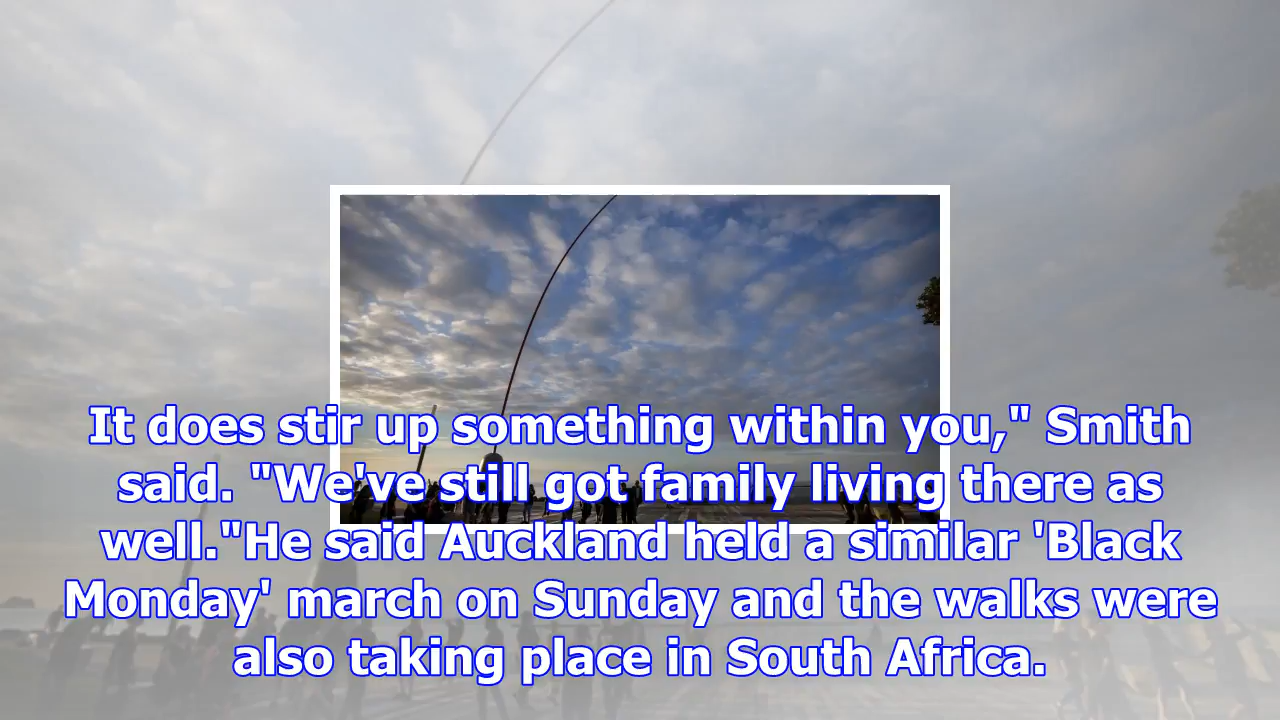 It does stir up something within you," Smith
said. "We've still got family living there as
well."He said Auckland held a similar 'Black
Monday' march on Sunday and the walks were
also taking place in South Africa.